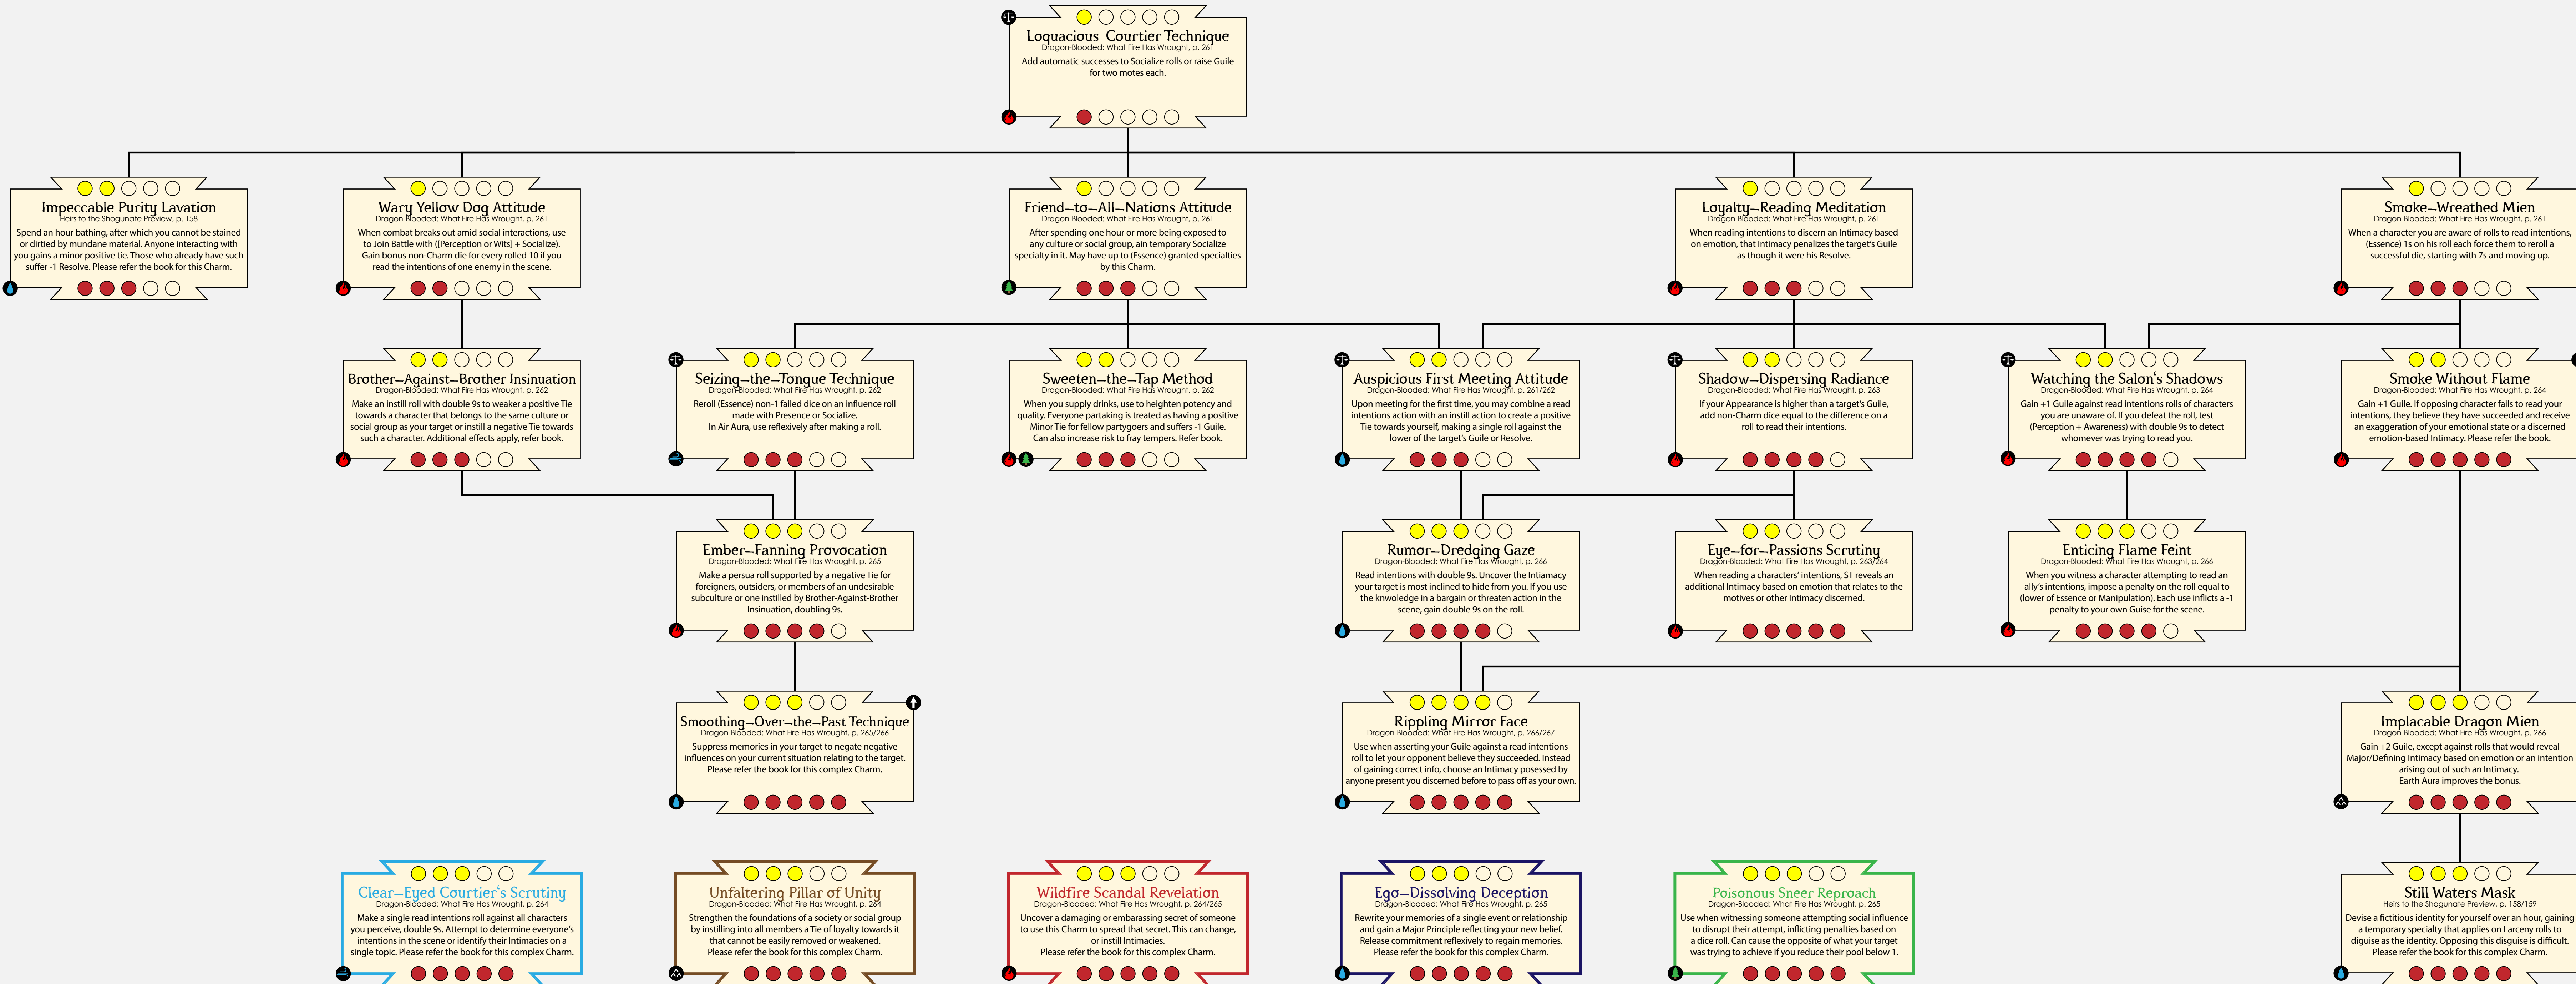 Loquacious Courtier Technique
Dragon-Blooded: What Fire Has Wrought, p. 261
Add automatic successes to Socialize rolls or raise Guile
for two motes each.
Impeccable Purity Lavation
Heirs to the Shogunate Preview, p. 158
Spend an hour bathing, after which you cannot be stained
or dirtied by mundane material. Anyone interacting with
you gains a minor positive tie. Those who already have such
suffer -1 Resolve. Please refer the book for this Charm.
Wary Yellow Dog Attitude
Dragon-Blooded: What Fire Has Wrought, p. 261
When combat breaks out amid social interactions, use
to Join Battle with ([Perception or Wits] + Socialize).
Gain bonus non-Charm die for every rolled 10 if you
read the intentions of one enemy in the scene.
Friend-to-All-Nations Attitude
Dragon-Blooded: What Fire Has Wrought, p. 261
After spending one hour or more being exposed to
any culture or social group, ain temporary Socialize
specialty in it. May have up to (Essence) granted specialties
by this Charm.
Loyalty-Reading Meditation
Dragon-Blooded: What Fire Has Wrought, p. 261
When reading intentions to discern an Intimacy based
on emotion, that Intimacy penalizes the target's Guile
as though it were his Resolve.
Smoke-Wreathed Mien
Dragon-Blooded: What Fire Has Wrought, p. 261
When a character you are aware of rolls to read intentions,
(Essence) 1s on his roll each force them to reroll a
successful die, starting with 7s and moving up.
Brother-Against-Brother Insinuation
Dragon-Blooded: What Fire Has Wrought, p. 262
Make an instill roll with double 9s to weaker a positive Tie
towards a character that belongs to the same culture or
social group as your target or instill a negative Tie towards
such a character. Additional effects apply, refer book.
Seizing-the-Tongue Technique
Dragon-Blooded: What Fire Has Wrought, p. 262
Reroll (Essence) non-1 failed dice on an influence roll
made with Presence or Socialize.
In Air Aura, use reflexively after making a roll.
Sweeten-the-Tap Method
Dragon-Blooded: What Fire Has Wrought, p. 262
When you supply drinks, use to heighten potency and
quality. Everyone partaking is treated as having a positive
Minor Tie for fellow partygoers and suffers -1 Guile.
Can also increase risk to fray tempers. Refer book.
Auspicious First Meeting Attitude
Dragon-Blooded: What Fire Has Wrought, p. 261/262
Upon meeting for the first time, you may combine a read
intentions action with an instill action to create a positive
Tie towards yourself, making a single roll against the
lower of the target's Guile or Resolve.
Shadow-Dispersing Radiance
Dragon-Blooded: What Fire Has Wrought, p. 263
If your Appearance is higher than a target's Guile,
add non-Charm dice equal to the difference on a
roll to read their intentions.
Watching the Salon's Shadows
Dragon-Blooded: What Fire Has Wrought, p. 264
Gain +1 Guile against read intentions rolls of characters
you are unaware of. If you defeat the roll, test
(Perception + Awareness) with double 9s to detect
whomever was trying to read you.
Smoke Without Flame
Dragon-Blooded: What Fire Has Wrought, p. 264
Gain +1 Guile. If opposing character fails to read your
intentions, they believe they have succeeded and receive
an exaggeration of your emotional state or a discerned
emotion-based Intimacy. Please refer the book.
Ember-Fanning Provocation
Dragon-Blooded: What Fire Has Wrought, p. 265
Make a persua roll supported by a negative Tie for
foreigners, outsiders, or members of an undesirable
subculture or one instilled by Brother-Against-Brother
Insinuation, doubling 9s.
Rumor-Dredging Gaze
Dragon-Blooded: What Fire Has Wrought, p. 266
Read intentions with double 9s. Uncover the Intiamacy
your target is most inclined to hide from you. If you use
the knwoledge in a bargain or threaten action in the
scene, gain double 9s on the roll.
Eye-for-Passions Scrutiny
Dragon-Blooded: What Fire Has Wrought, p. 263/264
When reading a characters' intentions, ST reveals an
additional Intimacy based on emotion that relates to the
motives or other Intimacy discerned.
Enticing Flame Feint
Dragon-Blooded: What Fire Has Wrought, p. 266
When you witness a character attempting to read an
ally's intentions, impose a penalty on the roll equal to
(lower of Essence or Manipulation). Each use inflicts a -1
penalty to your own Guise for the scene.
Smoothing-Over-the-Past Technique
Dragon-Blooded: What Fire Has Wrought, p. 265/266
Suppress memories in your target to negate negative
influences on your current situation relating to the target.
Please refer the book for this complex Charm.
Rippling Mirror Face
Dragon-Blooded: What Fire Has Wrought, p. 266/267
Use when asserting your Guile against a read intentions
roll to let your opponent believe they succeeded. Instead
of gaining correct info, choose an Intimacy posessed by
anyone present you discerned before to pass off as your own.
Implacable Dragon Mien
Dragon-Blooded: What Fire Has Wrought, p. 266
Gain +2 Guile, except against rolls that would reveal
Major/Defining Intimacy based on emotion or an intention
arising out of such an Intimacy.
Earth Aura improves the bonus.
Clear-Eyed Courtier's Scrutiny
Dragon-Blooded: What Fire Has Wrought, p. 264
Make a single read intentions roll against all characters
you perceive, double 9s. Attempt to determine everyone's
intentions in the scene or identify their Intimacies on a
single topic. Please refer the book for this complex Charm.
Unfaltering Pillar of Unity
Dragon-Blooded: What Fire Has Wrought, p. 264
Strengthen the foundations of a society or social group
by instilling into all members a Tie of loyalty towards it
that cannot be easily removed or weakened.
Please refer the book for this complex Charm.
Wildfire Scandal Revelation
Dragon-Blooded: What Fire Has Wrought, p. 264/265
Uncover a damaging or embarassing secret of someone
to use this Charm to spread that secret. This can change,
or instill Intimacies.
Please refer the book for this complex Charm.
Ego-Dissolving Deception
Dragon-Blooded: What Fire Has Wrought, p. 265
Rewrite your memories of a single event or relationship
and gain a Major Principle reflecting your new belief.
Release commitment reflexively to regain memories.
Please refer the book for this complex Charm.
Poisonous Sneer Reproach
Dragon-Blooded: What Fire Has Wrought, p. 265
Use when witnessing someone attempting social influence
to disrupt their attempt, inflicting penalties based on
a dice roll. Can cause the opposite of what your target
was trying to achieve if you reduce their pool below 1.
Still Waters Mask
Heirs to the Shogunate Preview, p. 158/159
Devise a fictitious identity for yourself over an hour, gaining
a temporary specialty that applies on Larceny rolls to
diguise as the identity. Opposing this disguise is difficult.
Please refer the book for this complex Charm.